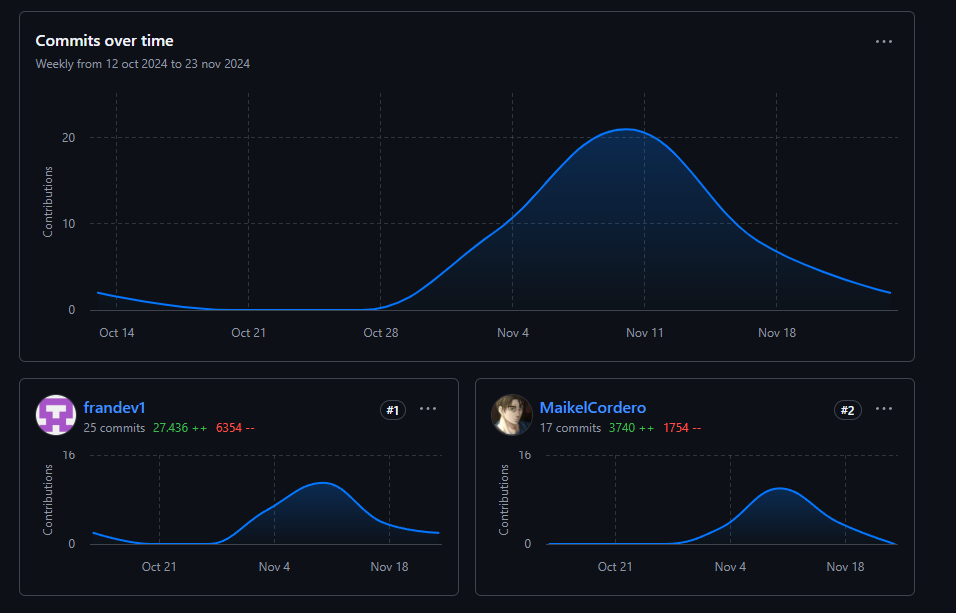 Commits over time
Weekly from 12 oct 2024 to 23 nov 2024
Contributions
20
10
0
Oct 14 Oct 21 Oct 28 Nov 4 Nov 11 Nov 18
frandev1 #1
25 commits 27.436 ++ 6354 --
Contributions
16
0
Oct 21 Nov 4 Nov 18
MaikelCordero #2
17 commits 3740 ++ 1754 --
Contributions
16
0
Oct 21 Nov 4 Nov 18